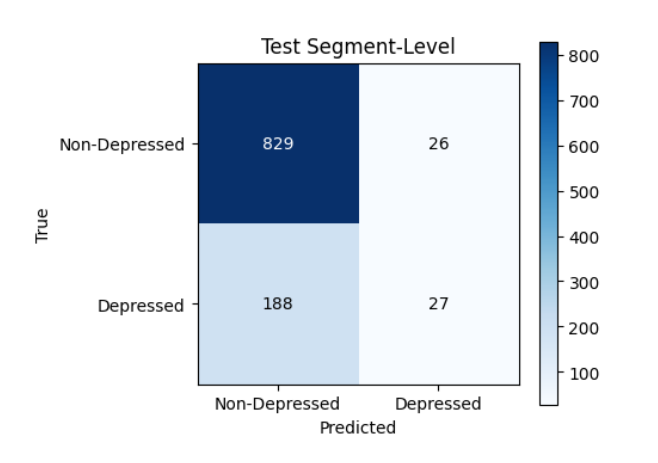 Test Segment-Level
True
Non-Depressed
829
26
Depressed
188
27
Non-Depressed
Depressed
Predicted
800
700
600
500
400
300
200
100